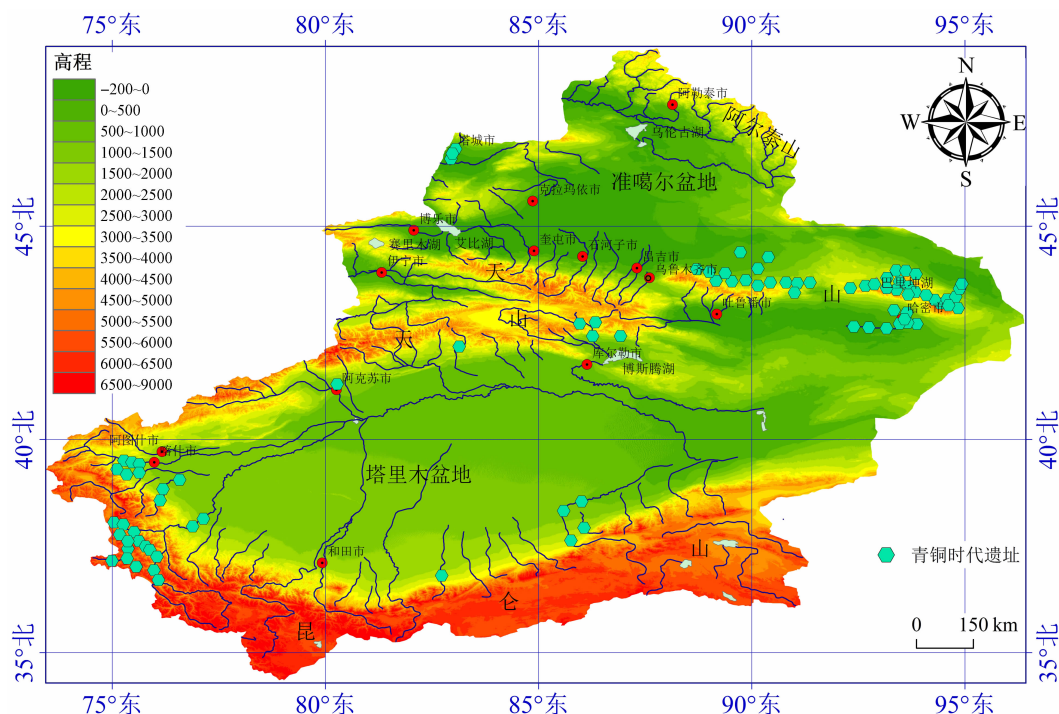 75°东 80°东 85°东 90°东 95°东
高程
-200~0
0~500
500~1000
1000~1500
1500~2000
2000~2500
2500~3000
3000~3500
3500~4000
4000~4500
4500~5000
5000~5500
5500~6000
6000~6500
6500~9000
N
W E
S
阿勒泰市
阿尔泰山
乌伦古湖
塔城市
准噶尔盆地
克拉玛依市
45°北 45°北
博乐市
赛里木湖 艾比湖 奎屯市 石河子市 昌吉市
伊宁市 乌鲁木齐市
天 山
巴里坤湖
吐鲁番市 哈密市
天 山
库尔勒市
博斯腾湖
阿克苏市
40°北 40°北
阿图什市
喀什市
塔里木盆地
和田市
昆 仑 山
青铜时代遗址
0 150 km
35°北 35°北
75°东 80°东 85°东 90°东 95°东